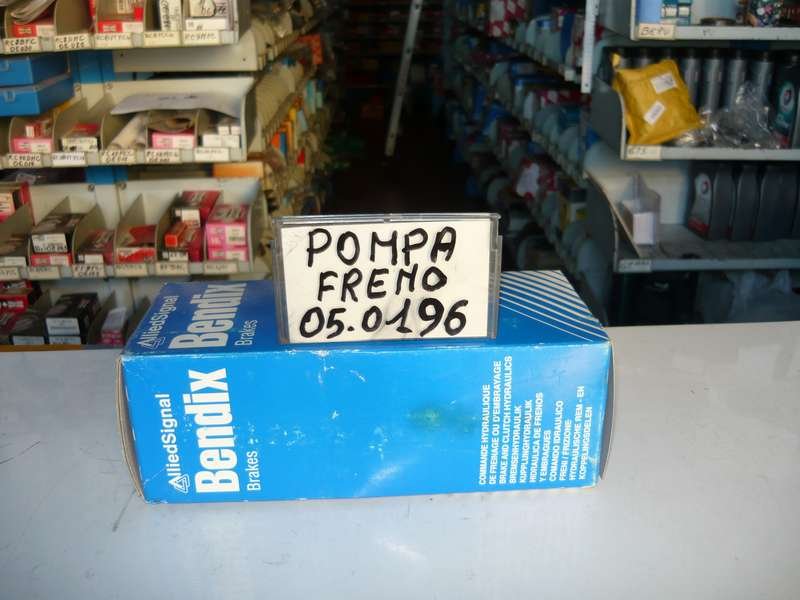 POMPA
FRENO
05.0196
AlliedSignal
Bendix
Brakes
AlliedSignal
Bendix
Brakes
COMMANDE HYDRAULIQUE
DE FREINAGE OU D'EMBRAYAGE
BRAKE AND CLUTCH HYDRAULICS
BREMSENHYDRAULIK
KUPPLUNGHYDRAULIK
HIDRAULICA DE FRENOS
Y EMBRAGUES
COMANDO IDRAULICO
FRENI / FRIZIONE
HYDRAULISCHE REM - EN
KOPPELINGSDELEN